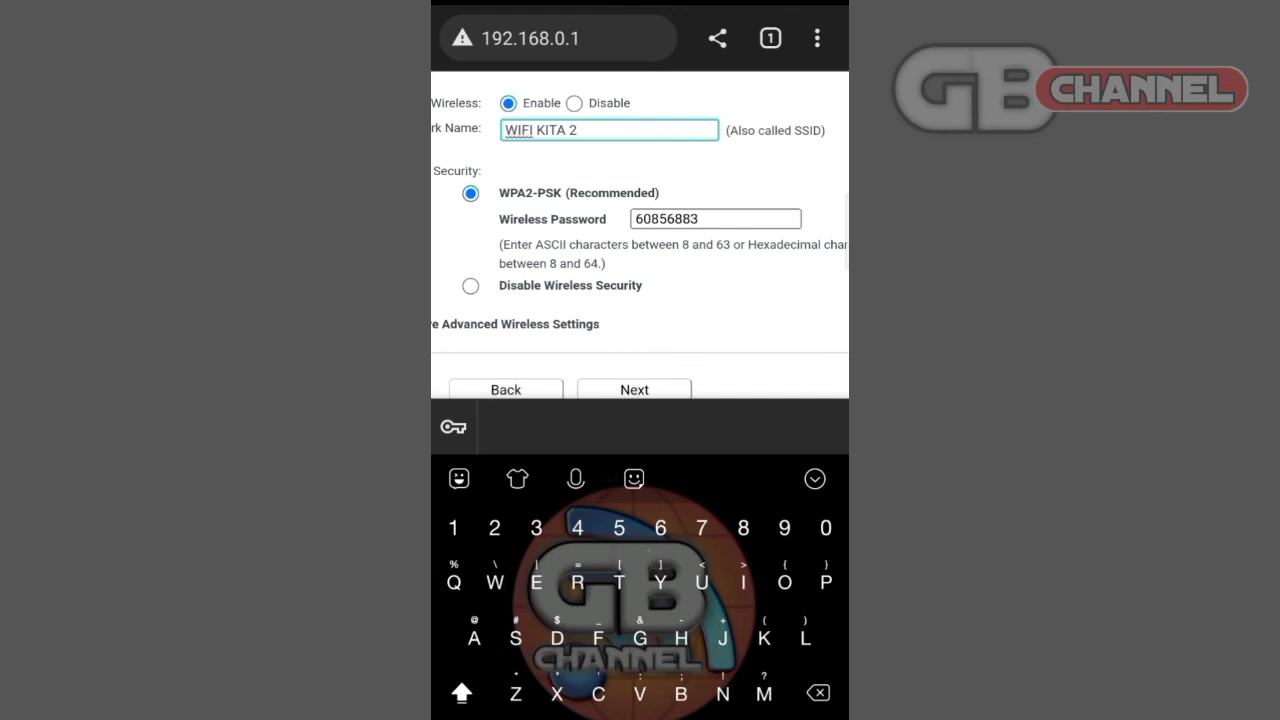 192.168.0.1
1
GB CHANNEL
Wireless: Enable Disable
rk Name: WIFI KITA 2 (Also called SSID)
Security:
WPA2-PSK (Recommended)
Wireless Password 60856883
(Enter ASCII characters between 8 and 63 or Hexadecimal char
between 8 and 64.)
Disable Wireless Security
e Advanced Wireless Settings
Back Next
1 2 3 4 5 6 7 8 9 0
% \ | = [ ] < > { }
Q W E R T Y U I O P
@ # $ _ & - + ( )
A S D F G H J K L
GB
CHANNEL
* " ' : ; ! ?
Z X C V B N M